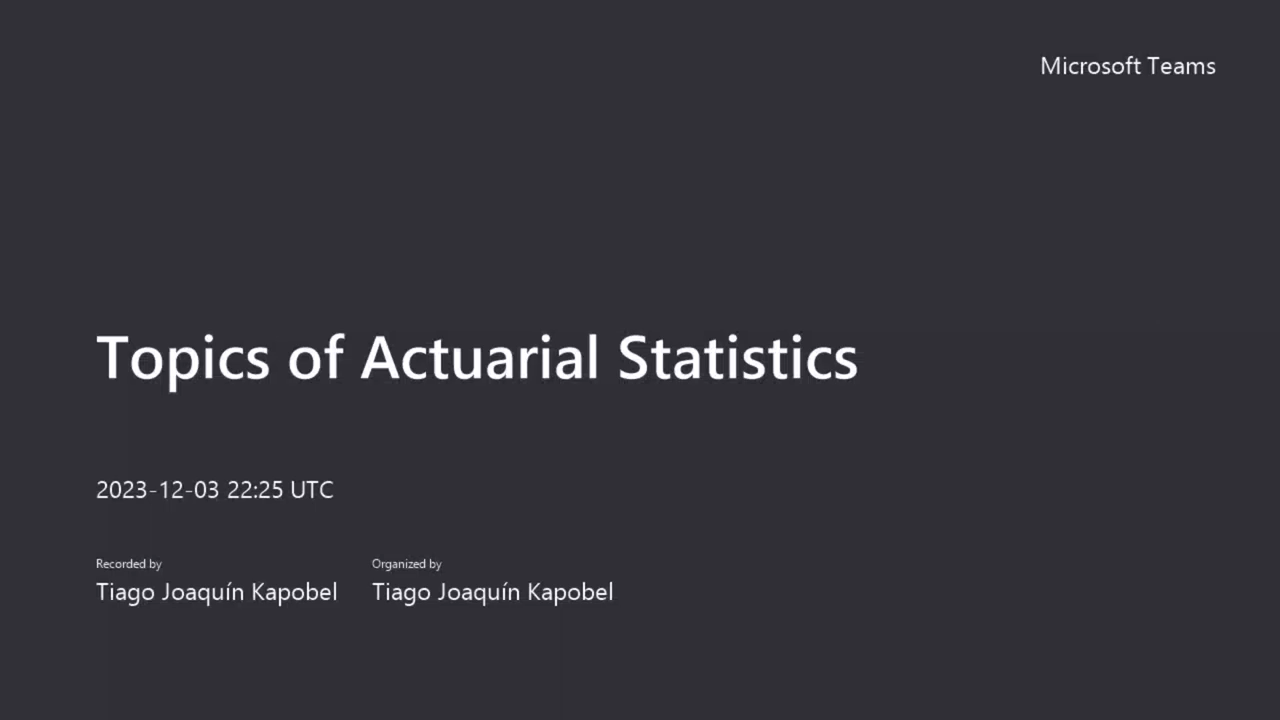 Microsoft Teams
Topics of Actuarial Statistics
2023-12-03 22:25 UTC
Recorded by
Tiago Joaquín Kapobel
Organized by
Tiago Joaquín Kapobel